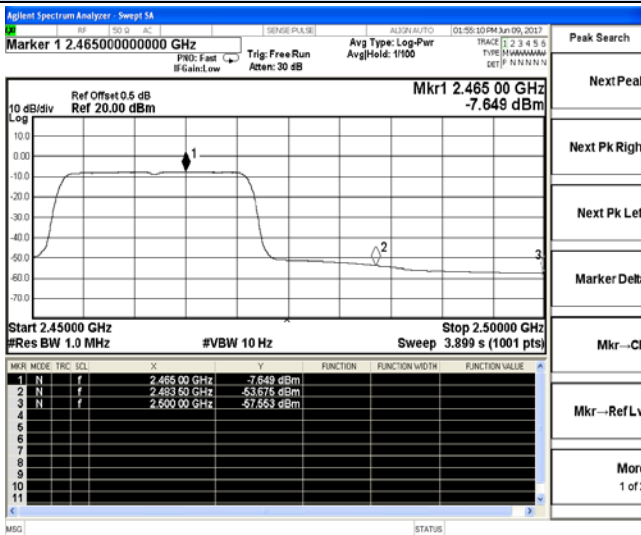 Agilent Spectrum Analyzer - Swept SA
RF 50 Ω AC SENSE:PULSE ALIGN AUTO 01:55:10 PM Jun 09, 2017
Marker 1 2.465000000000 GHz
PNO: Fast
IFGain:Low
Trig: Free Run
Atten: 30 dB
Avg Type: Log-Pwr
Avg|Hold: 1/100
TRACE 1 2 3 4 5 6
TYPE M
DET P N N N N N
Peak Search
Ref Offset 0.5 dB
10 dB/div Ref 20.00 dBm
Log
Mkr1 2.465 00 GHz
-7.649 dBm
10.0
0.00
-10.0
-20.0
-30.0
-40.0
-50.0
-60.0
-70.0
1
2
3
Start 2.45000 GHz
Stop 2.50000 GHz
#Res BW 1.0 MHz
#VBW 10 Hz
Sweep 3.899 s (1001 pts)
MKR MODE TRC SCL X Y FUNCTION FUNCTION WIDTH FUNCTION VALUE
1 N f 2.465 00 GHz -7.649 dBm
2 N f 2.483 50 GHz -53.675 dBm
3 N f 2.500 00 GHz -57.553 dBm
4
5
6
7
8
9
10
11
MSG
STATUS
Next Peak
Next Pk Righ
Next Pk Lef
Marker Delta
Mkr→C
Mkr→Ref Lv
More
1 of